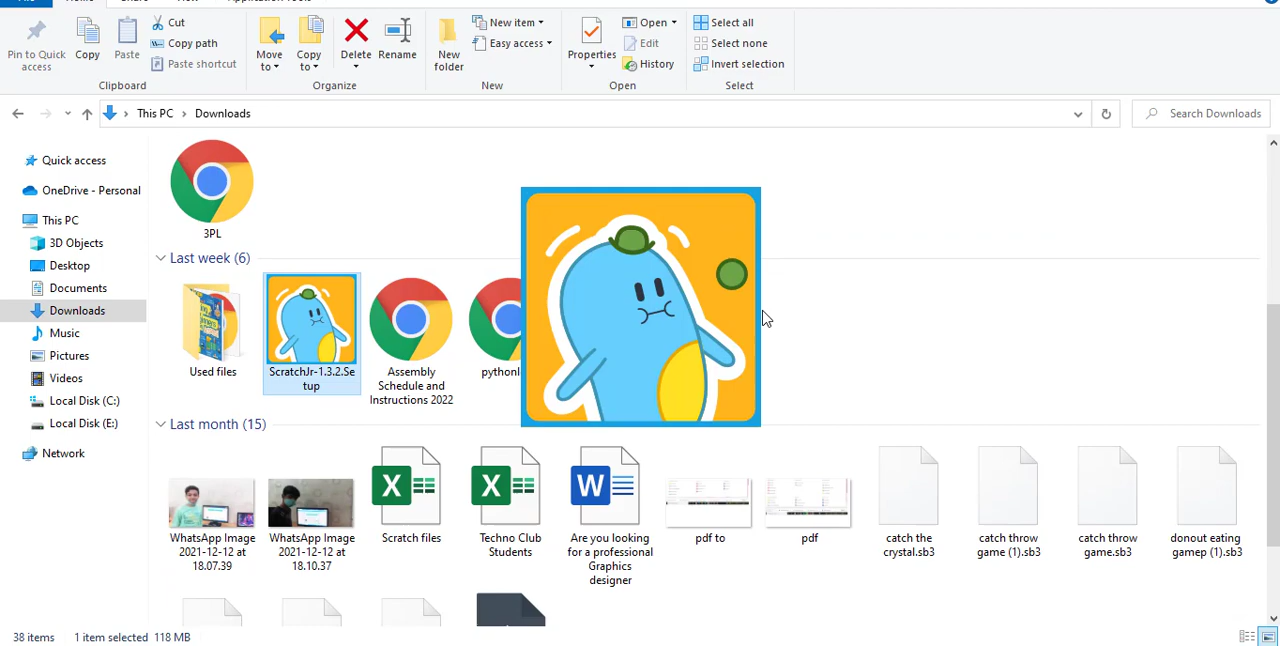 File Home Share View Application Tools
Cut New item Open Select all
Copy path Easy access Edit Select none
Pin to Quick access Copy Paste Paste shortcut Move to Copy to Delete Rename New folder Properties History Invert selection
Clipboard Organize New Open Select
This PC Downloads Search Downloads
Quick access
OneDrive - Personal
This PC
3D Objects
Desktop
Documents
Downloads
Music
Pictures
Videos
Local Disk (C:)
Local Disk (E:)
Network
3PL
Last week (6)
Used files
ScratchJr-1.3.2.Se
tup
Assembly
Schedule and
Instructions 2022
Last month (15)
WhatsApp Image
2021-12-12 at
18.07.39
WhatsApp Image
2021-12-12 at
18.10.37
Scratch files
Techno Club
Students
Are you looking
for a professional
Graphics
designer
pdf to
pdf
catch the
crystal.sb3
catch throw
game (1).sb3
catch throw
game.sb3
donout eating
gamep (1).sb3
38 items 1 item selected 118 MB